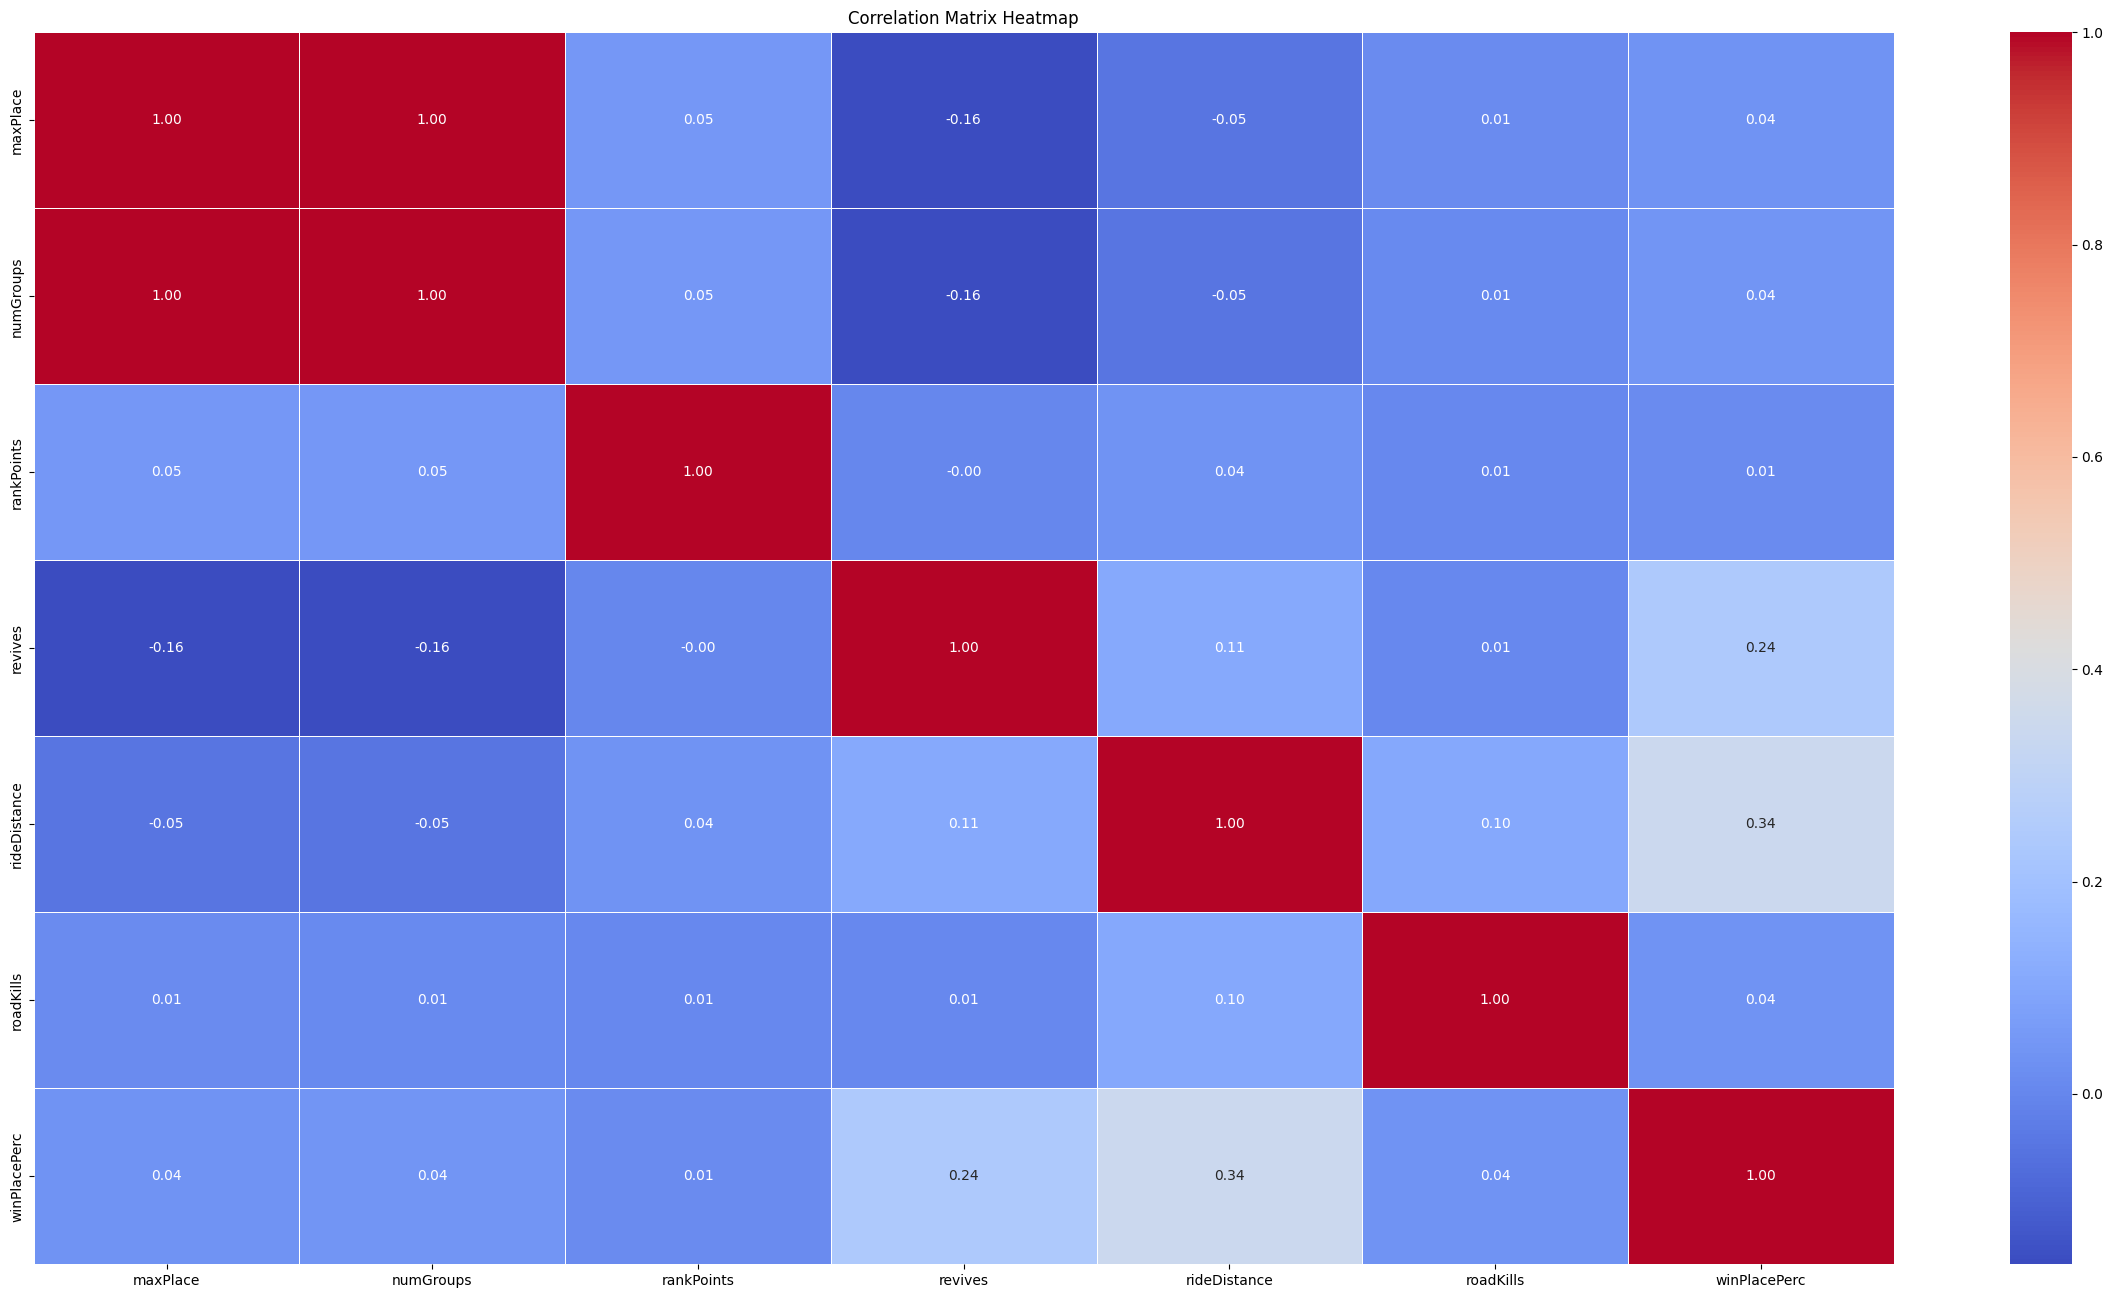 Correlation Matrix Heatmap
maxPlace 1.00 1.00 0.05 -0.16 -0.05 0.01 0.04
numGroups 1.00 1.00 0.05 -0.16 -0.05 0.01 0.04
rankPoints 0.05 0.05 1.00 -0.00 0.04 0.01 0.01
revives -0.16 -0.16 -0.00 1.00 0.11 0.01 0.24
rideDistance -0.05 -0.05 0.04 0.11 1.00 0.10 0.34
roadKills 0.01 0.01 0.01 0.01 0.10 1.00 0.04
winPlacePerc 0.04 0.04 0.01 0.24 0.34 0.04 1.00
maxPlace numGroups rankPoints revives rideDistance roadKills winPlacePerc
1.0
0.8
0.6
0.4
0.2
0.0